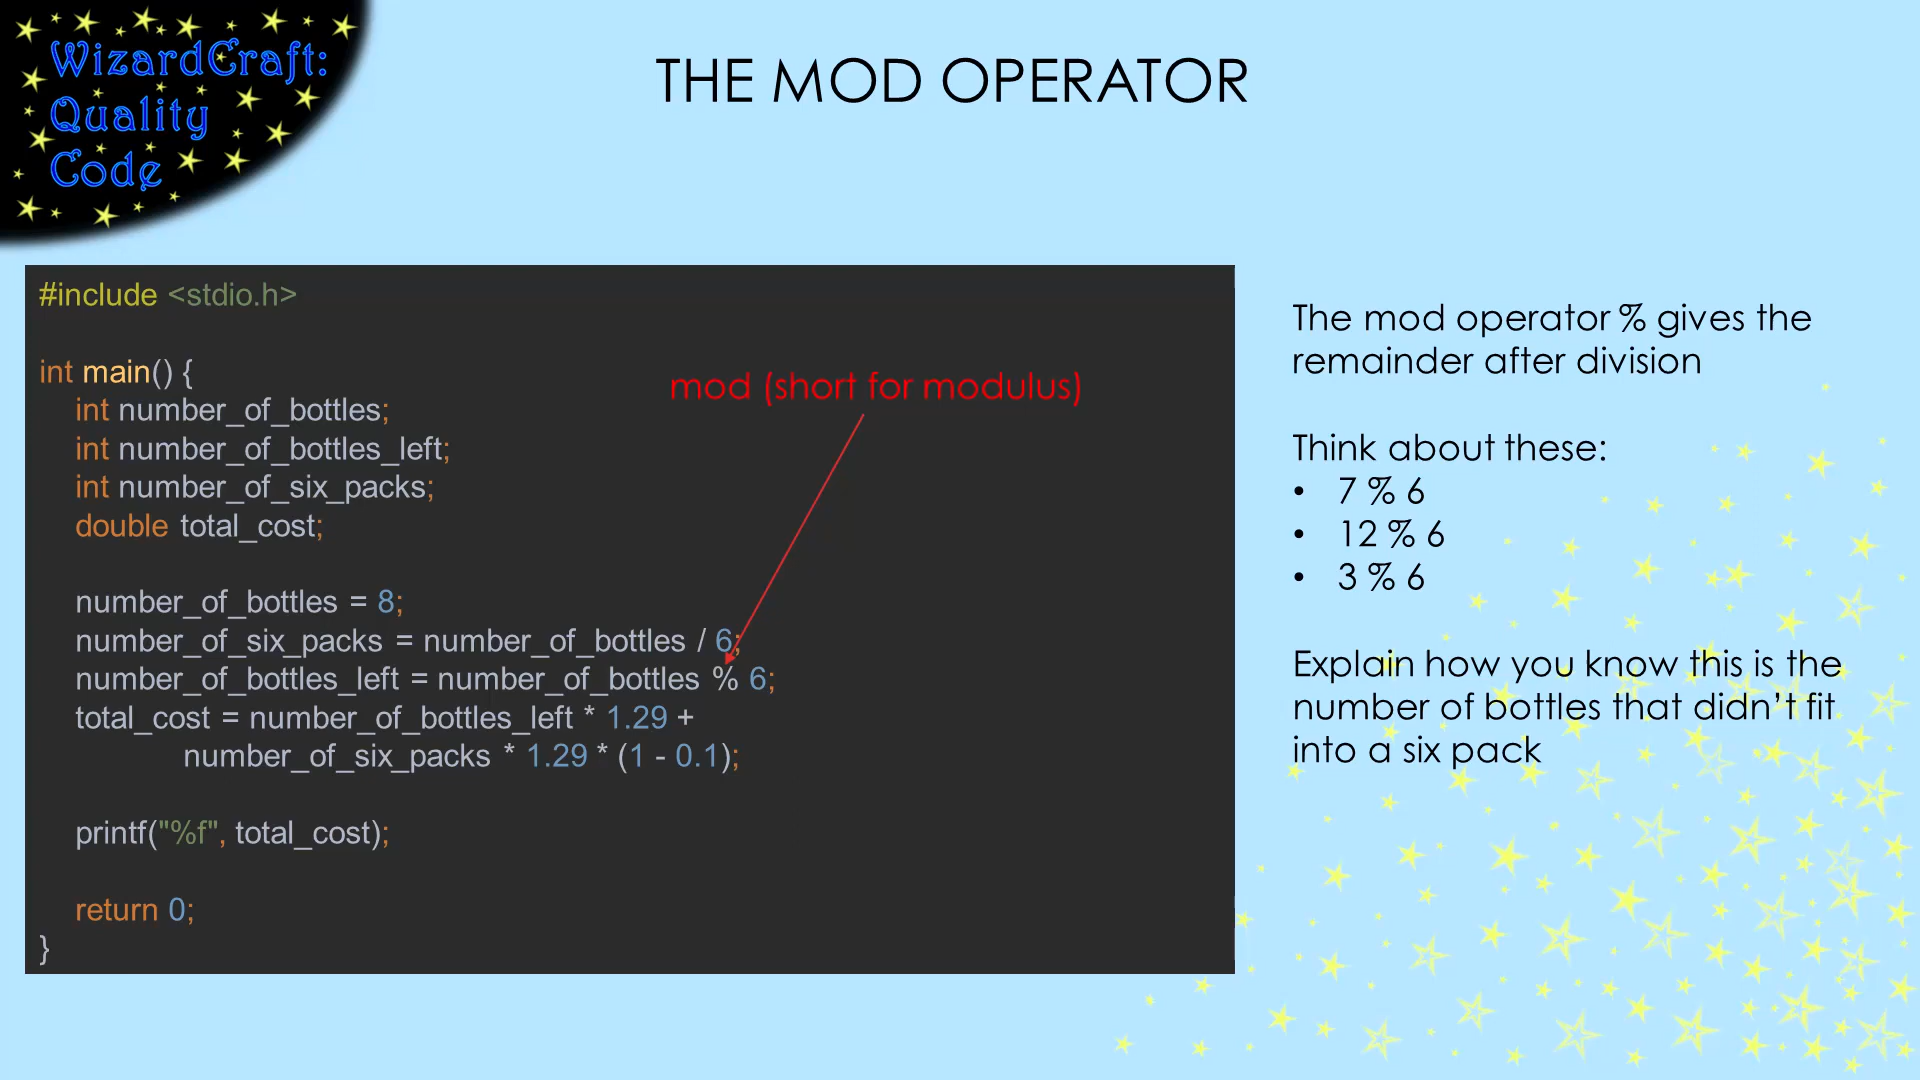 WizardCraft:
Quality
Code
THE MOD OPERATOR
#include <stdio.h>
int main() {
int number_of_bottles;
int number_of_bottles_left;
int number_of_six_packs;
double total_cost;
number_of_bottles = 8;
number_of_six_packs = number_of_bottles / 6;
number_of_bottles_left = number_of_bottles % 6;
total_cost = number_of_bottles_left * 1.29 +
number_of_six_packs * 1.29 * (1 - 0.1);
printf("%f", total_cost);
return 0;
}
mod (short for modulus)
The mod operator % gives the
remainder after division
Think about these:
• 7 % 6
• 12 % 6
• 3 % 6
Explain how you know this is the
number of bottles that didn't fit
into a six pack